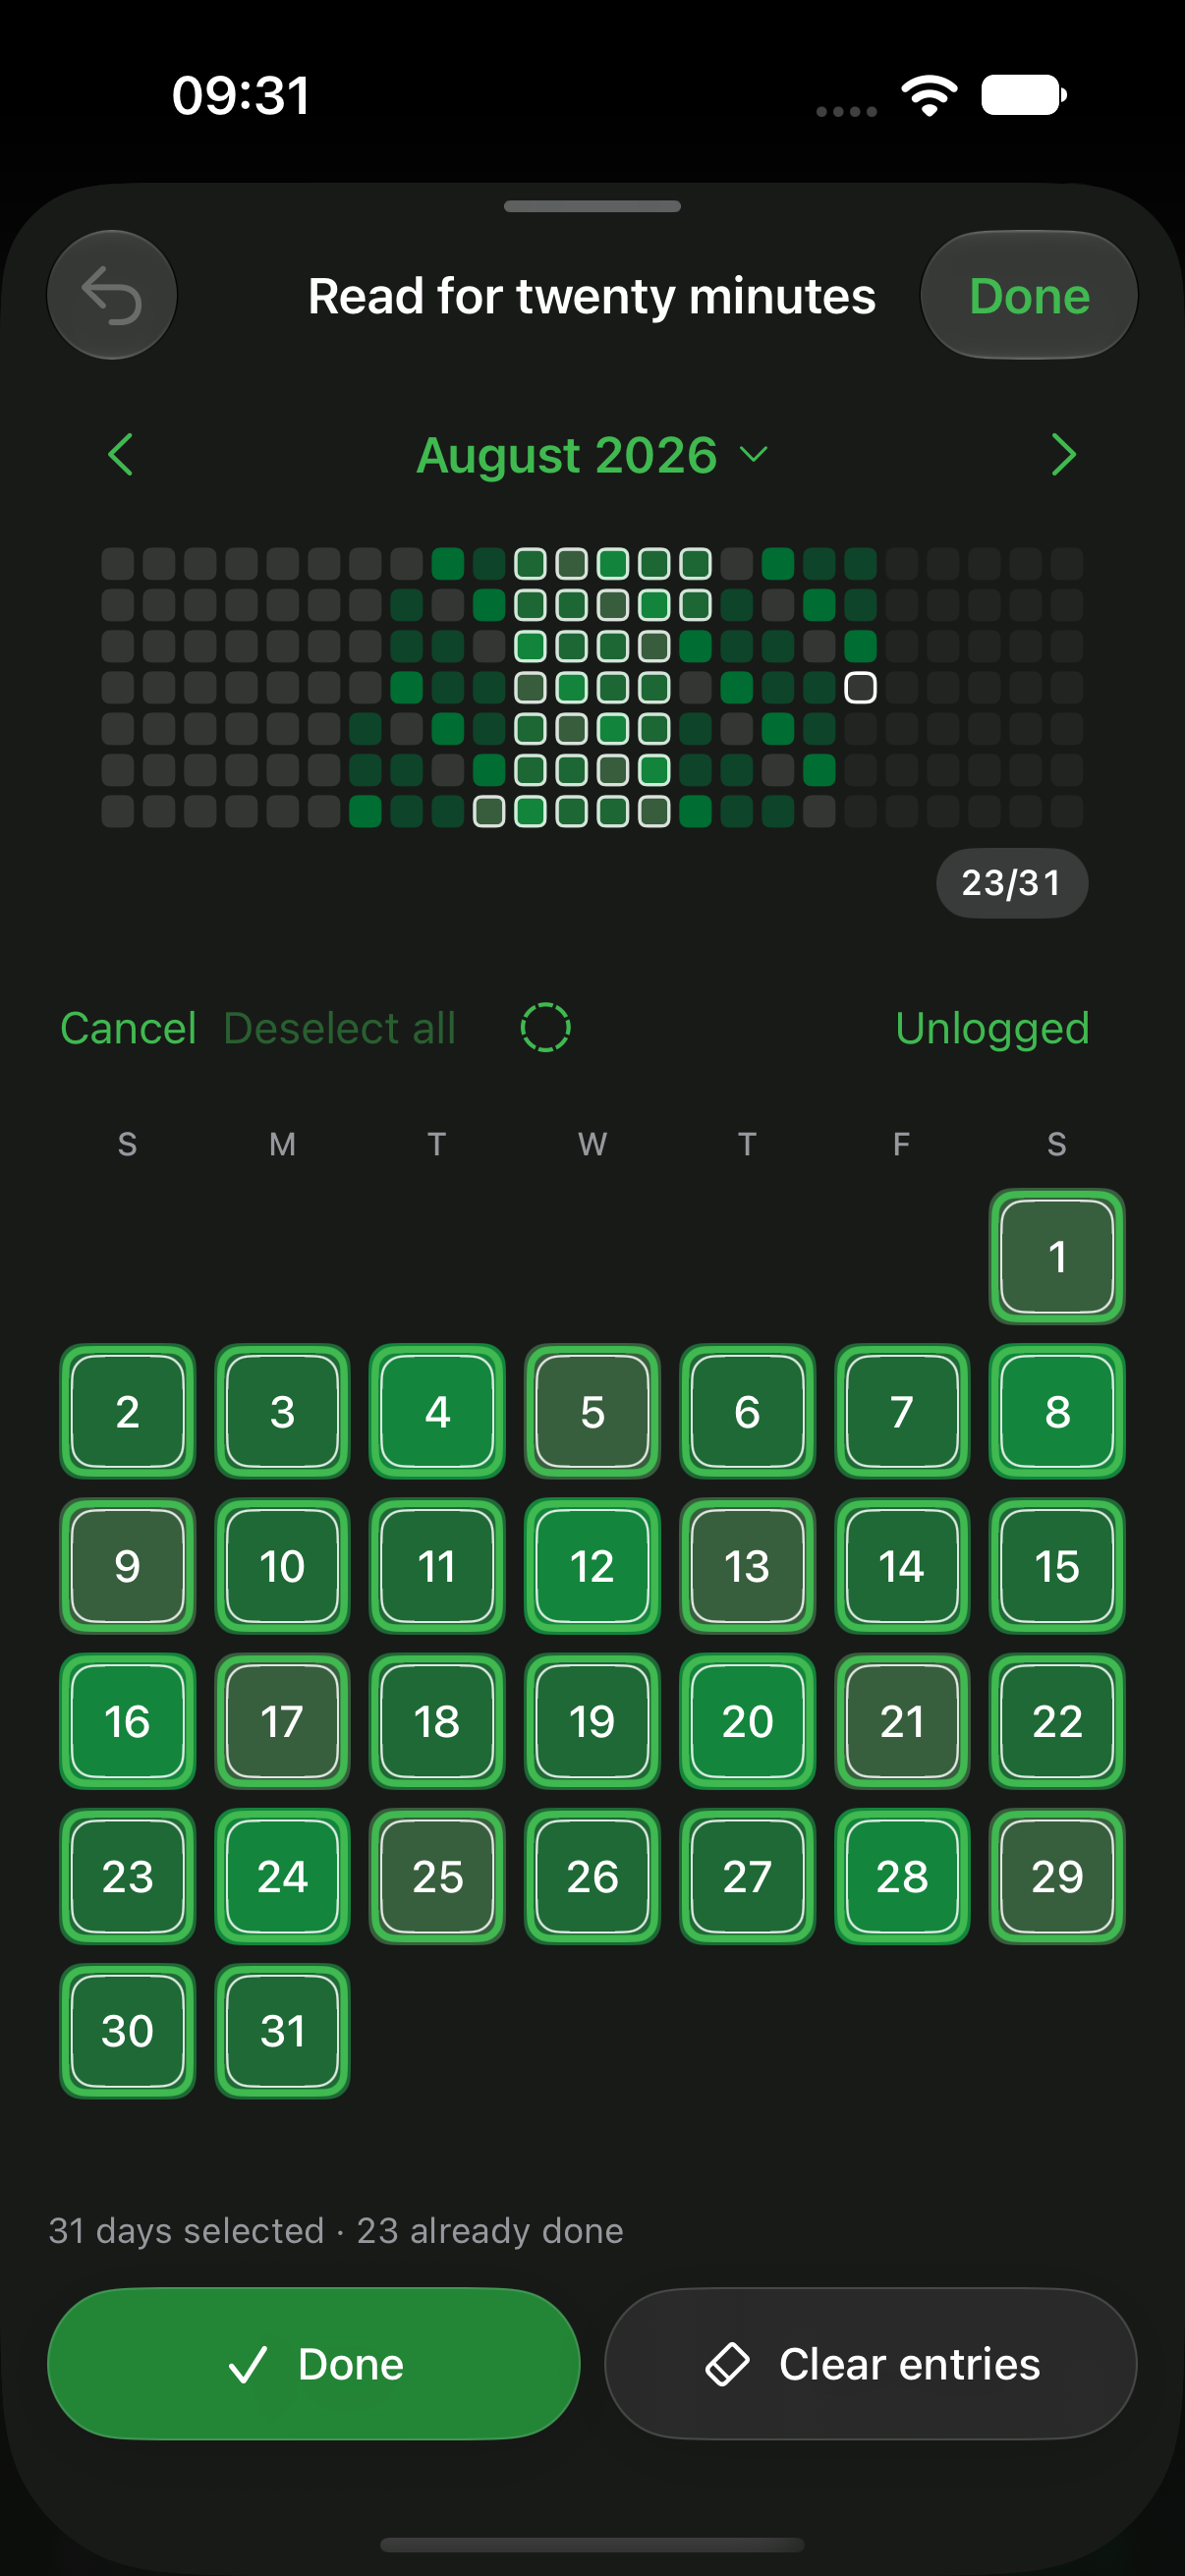 09:31
Read for twenty minutes
Done
August 2026
23/31
Cancel Deselect all Unlogged
S M T W T F S
1
2 3 4 5 6 7 8
9 10 11 12 13 14 15
16 17 18 19 20 21 22
23 24 25 26 27 28 29
30 31
31 days selected · 23 already done
Done
Clear entries